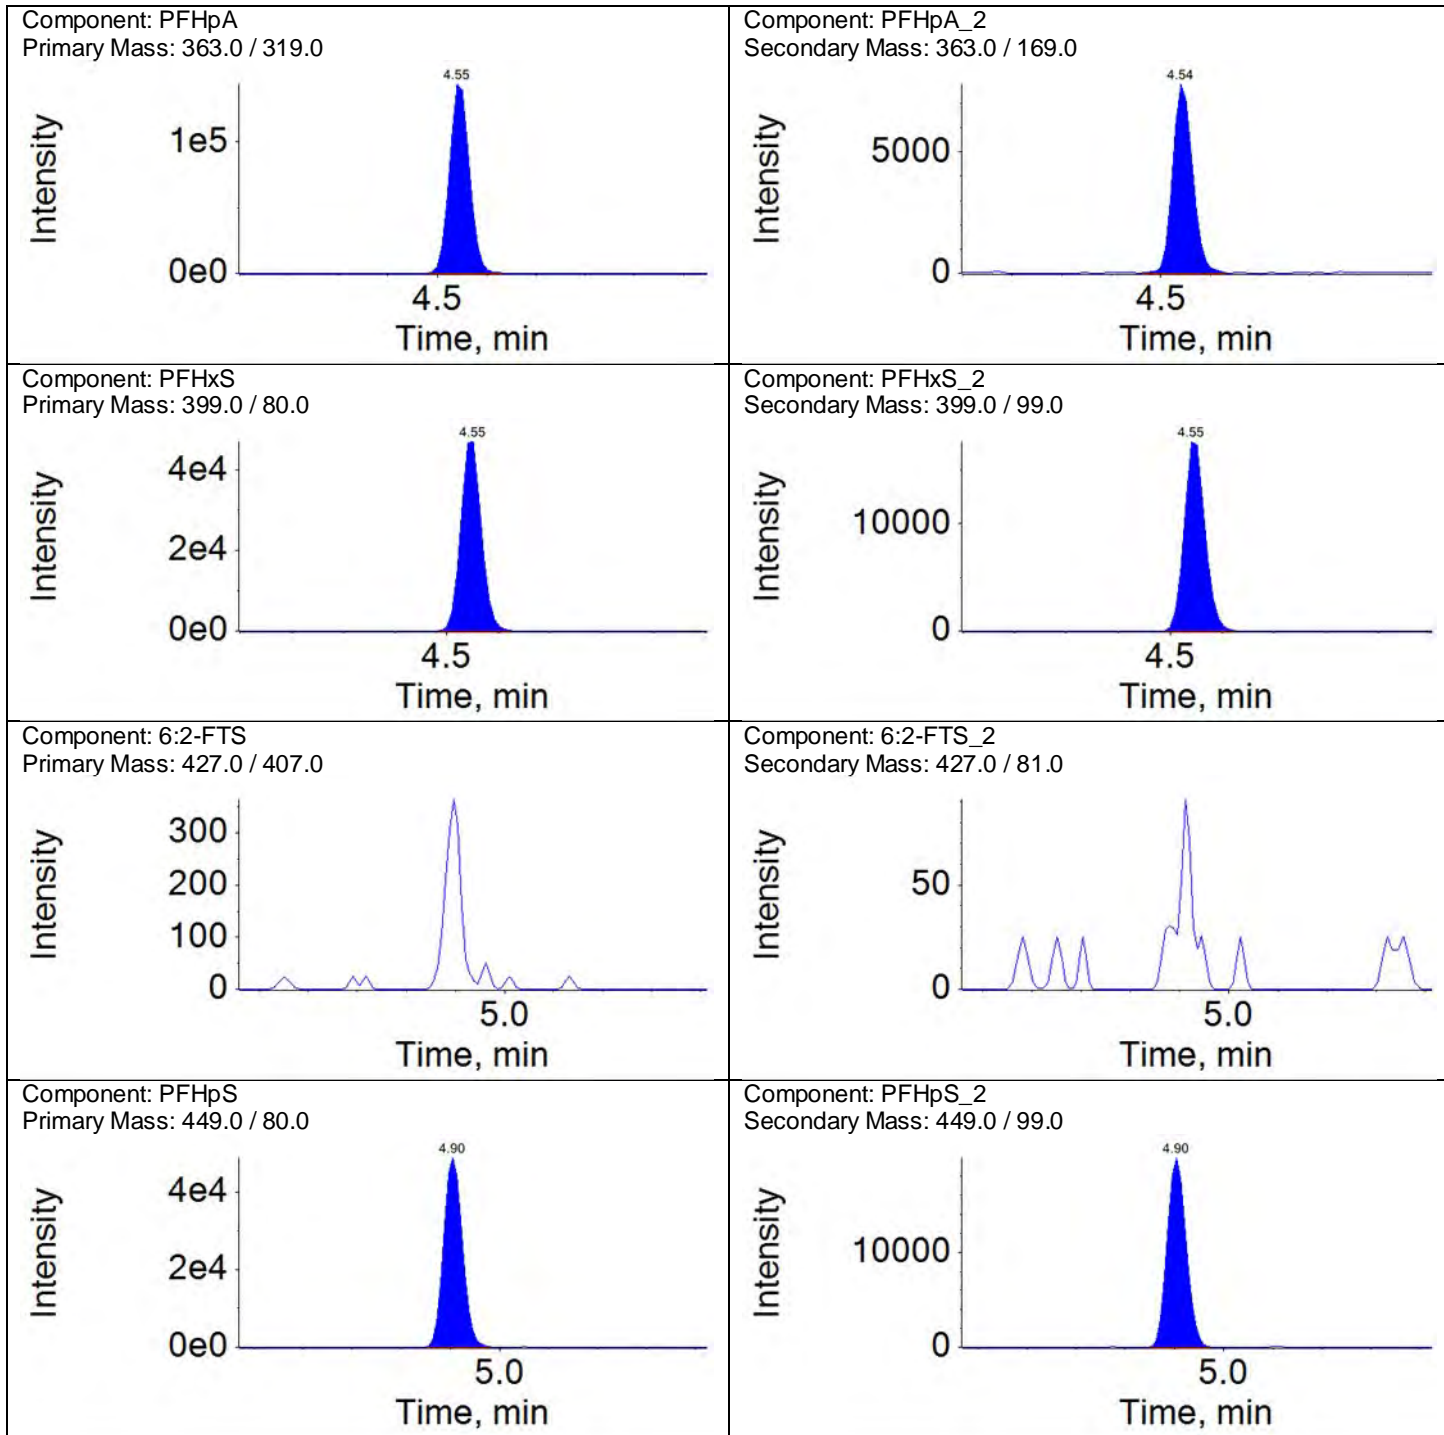 Component: PFHpA
Primary Mass: 363.0 / 319.0
4.55
1e5
0e0
Intensity
4.5
Time, min
Component: PFHpA_2
Secondary Mass: 363.0 / 169.0
4.54
5000
0
Intensity
4.5
Time, min
Component: PFHxS
Primary Mass: 399.0 / 80.0
4.55
4e4
2e4
0e0
Intensity
4.5
Time, min
Component: PFHxS_2
Secondary Mass: 399.0 / 99.0
4.55
10000
0
Intensity
4.5
Time, min
Component: 6:2-FTS
Primary Mass: 427.0 / 407.0
300
200
100
0
Intensity
5.0
Time, min
Component: 6:2-FTS_2
Secondary Mass: 427.0 / 81.0
50
0
Intensity
5.0
Time, min
Component: PFHpS
Primary Mass: 449.0 / 80.0
4.90
4e4
2e4
0e0
Intensity
5.0
Time, min
Component: PFHpS_2
Secondary Mass: 449.0 / 99.0
4.90
10000
0
Intensity
5.0
Time, min